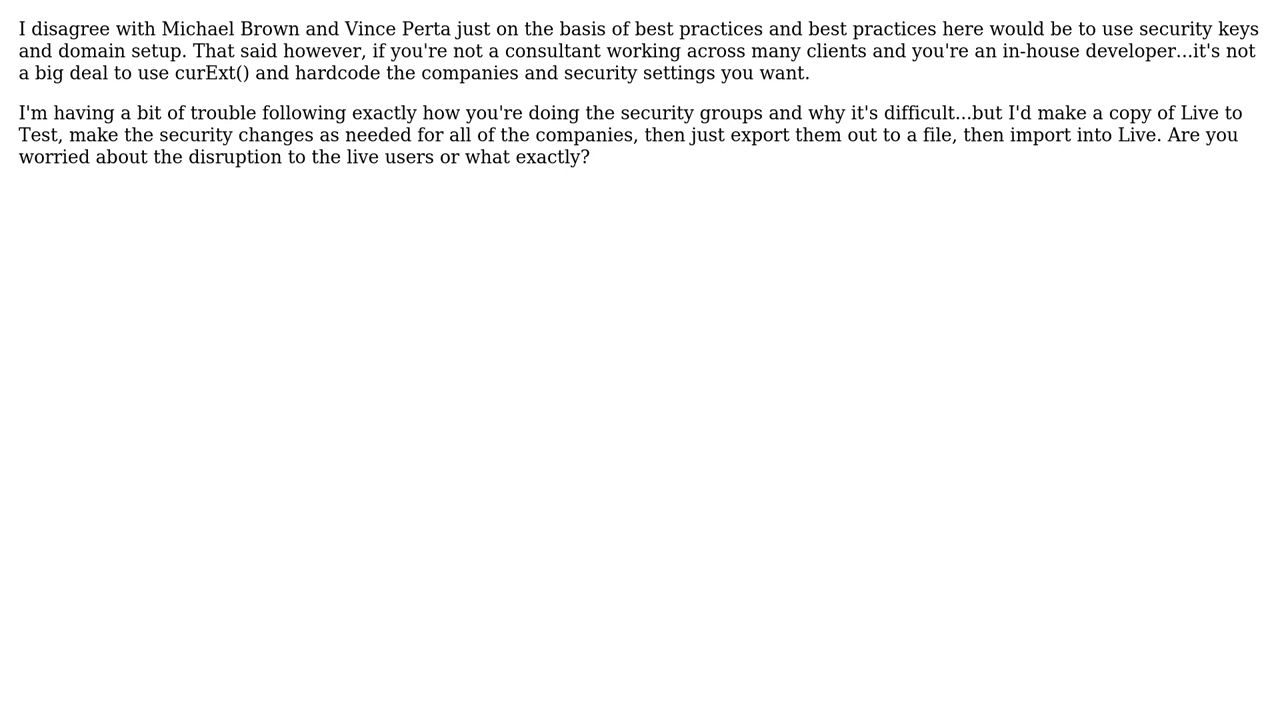 I disagree with Michael Brown and Vince Perta just on the basis of best practices and best practices here would be to use security keys
and domain setup. That said however, if you're not a consultant working across many clients and you're an in-house developer...it's not
a big deal to use curExt() and hardcode the companies and security settings you want.
I'm having a bit of trouble following exactly how you're doing the security groups and why it's difficult...but I'd make a copy of Live to
Test, make the security changes as needed for all of the companies, then just export them out to a file, then import into Live. Are you
worried about the disruption to the live users or what exactly?